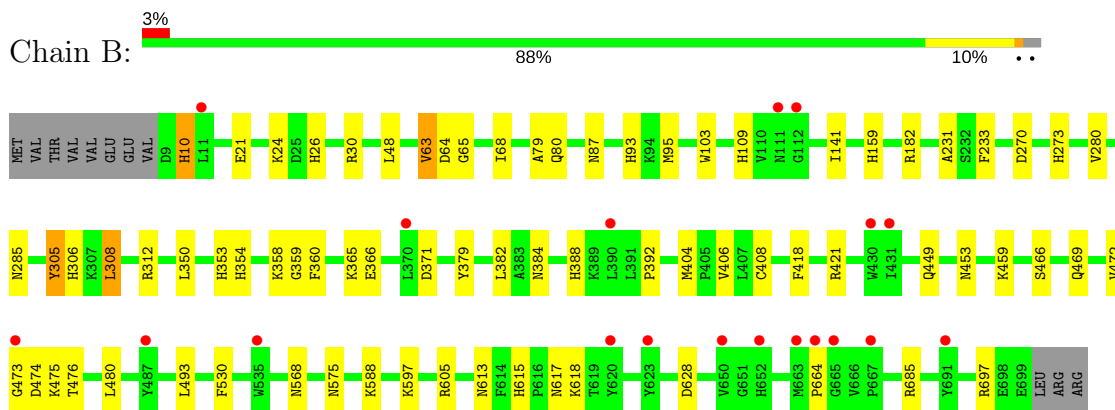 3%
Chain B:
88% 10% • •
MET VAL THR VAL VAL GLU GLU VAL D9 H10 L11 E21 K24 D25 H26 R30 L48 V63 D64 G65 I68 A79 Q80 N87 H93 K94 M95 W103 H109 V110 N111 G112 I141 H159 R182 A231 S232 F233 D270 H273 V280
N285 Y305 H306 K307 L308 R312 L350 H353 H354 K358 G359 F360 K365 E366 L370 D371 Y379 L382 A383 N384 H388 K389 L390 L391 P392 M404 P405 V406 L407 C408 F418 R421 W430 I431 Q449 N453 K459 S466 Q469
G473 D474 K475 T476 L480 Y487 L493 F530 W535 N568 N575 K588 K597 R605 N613 F614 H615 P616 N617 K618 T619 Y620 Y623 D628 V650 G651 H652 M663 P664 G665 V666 P667 R685 Y691 R697 E698 E699 LEU ARG ARG